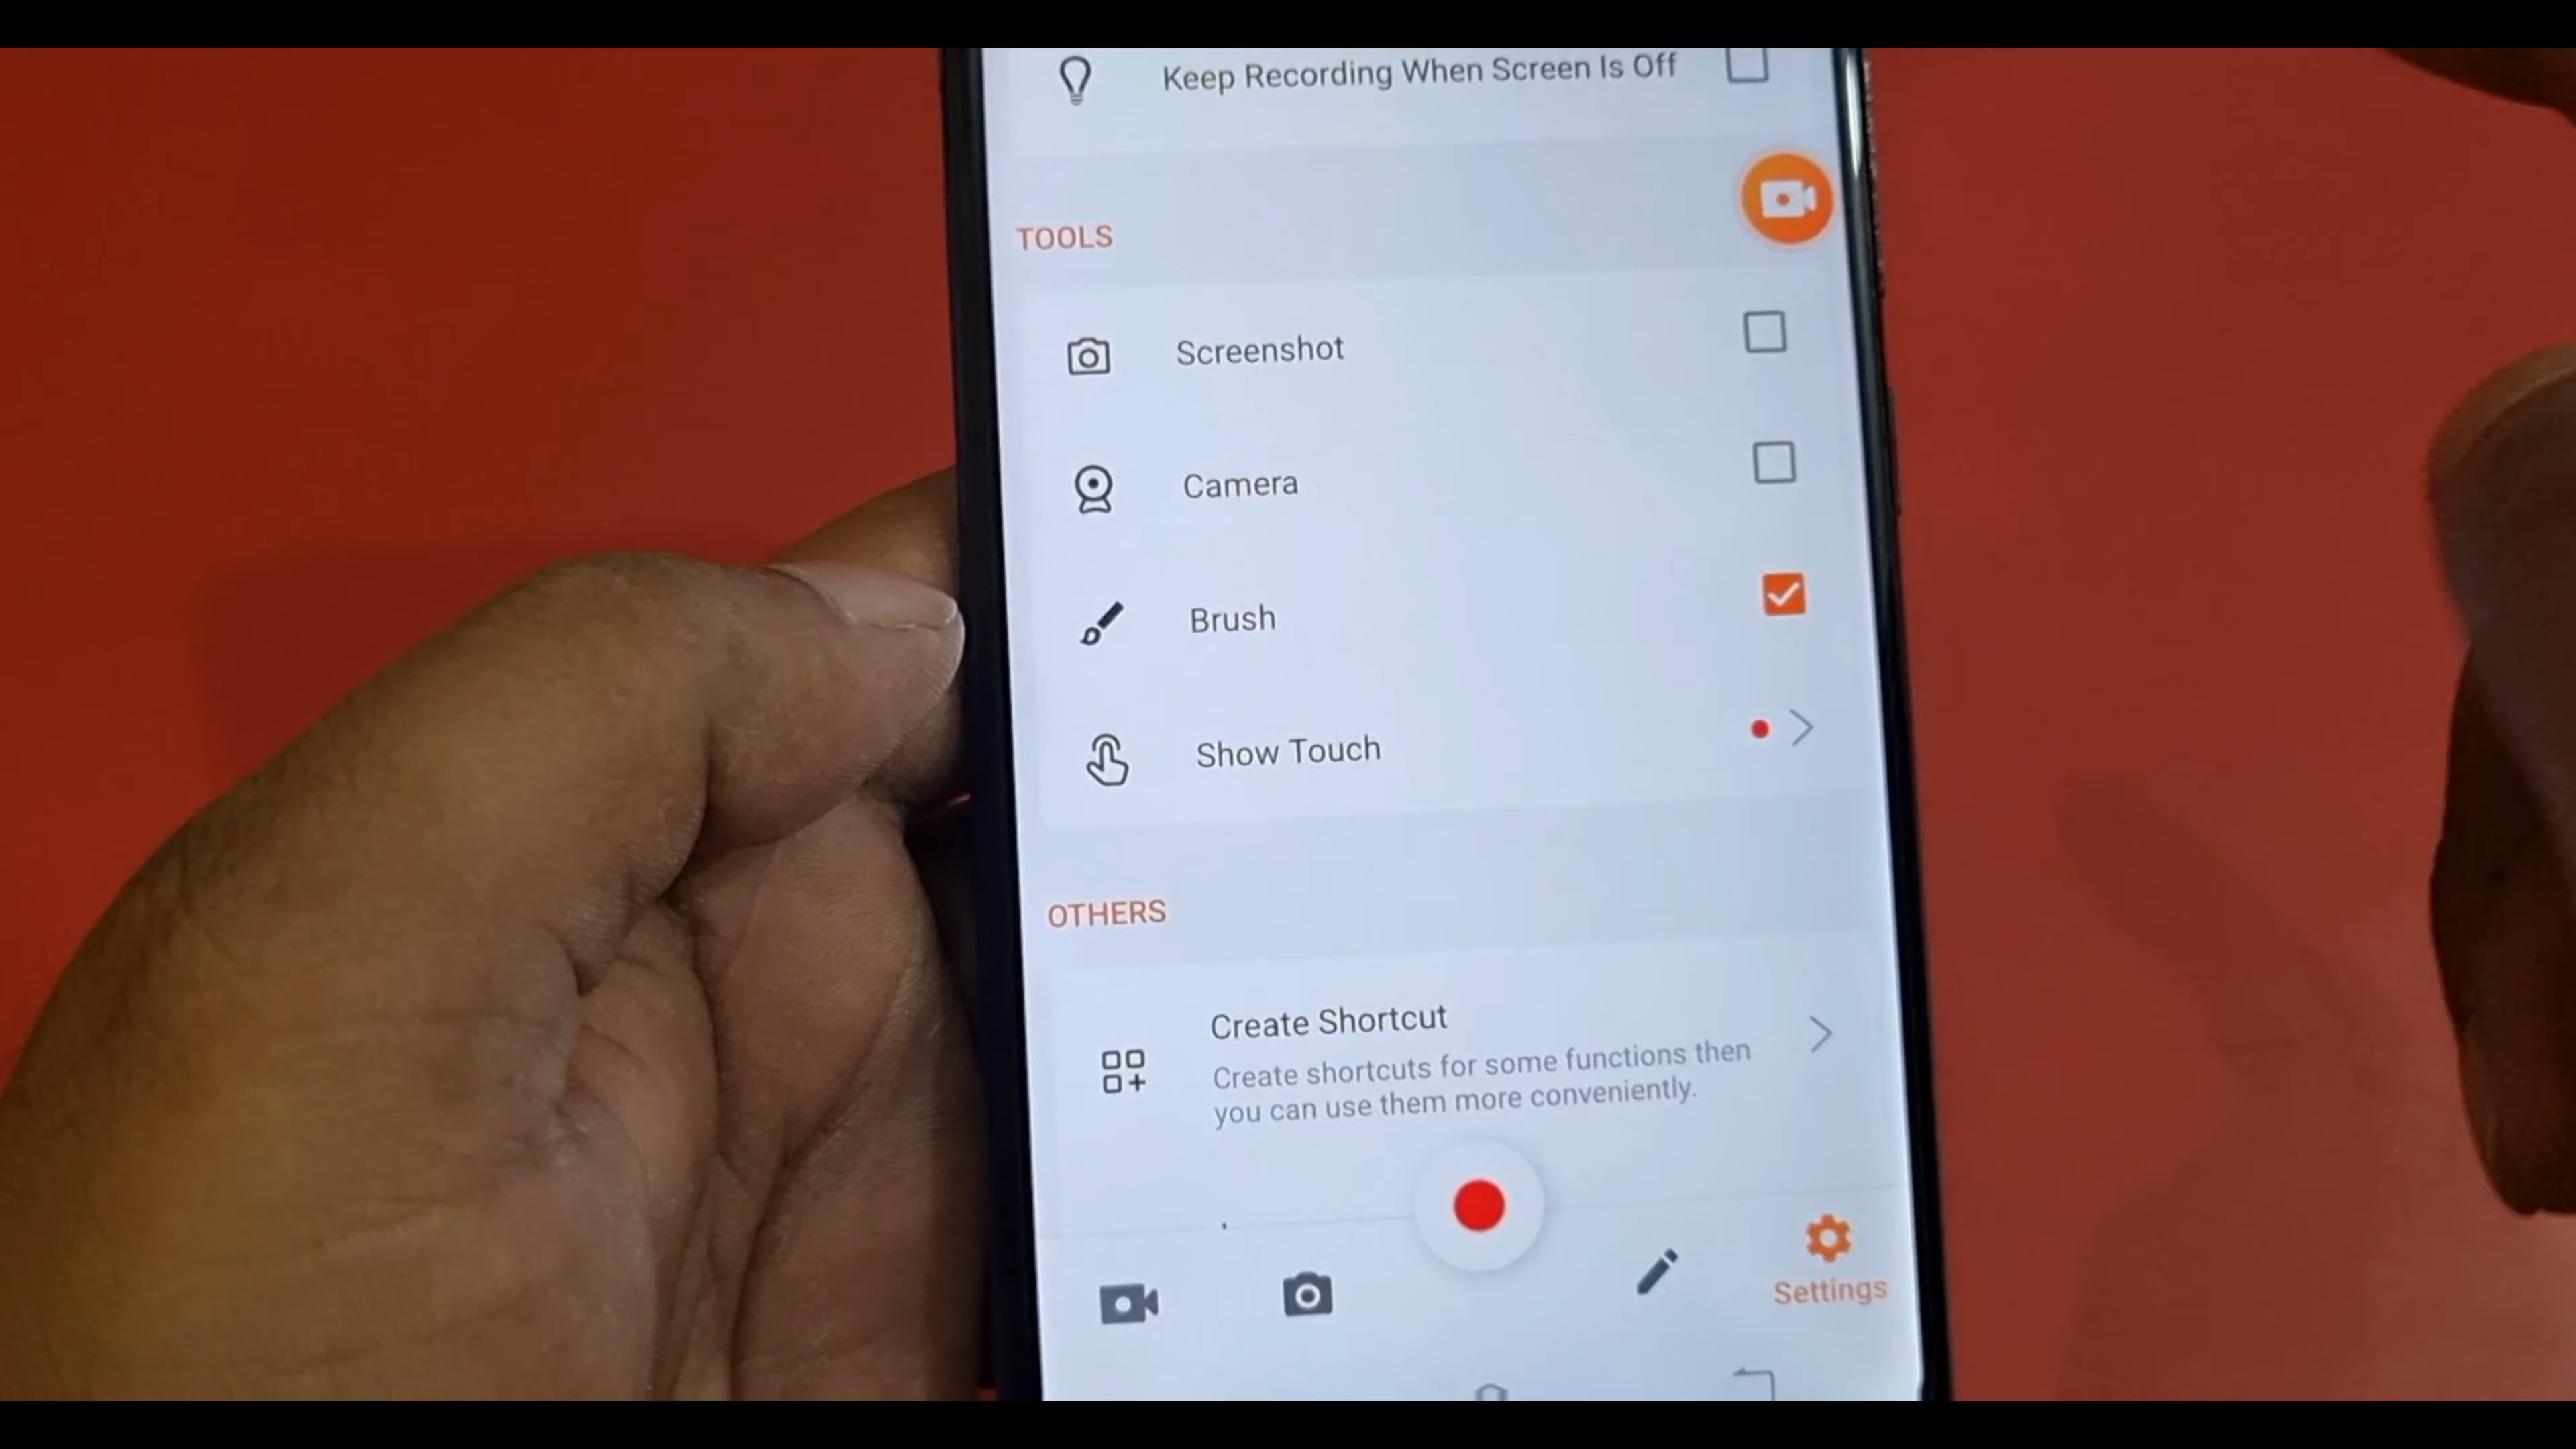 Keep Recording When Screen Is Off
TOOLS
Screenshot
Camera
Brush
Show Touch
OTHERS
Create Shortcut
Create shortcuts for some functions then
you can use them more conveniently.
Settings